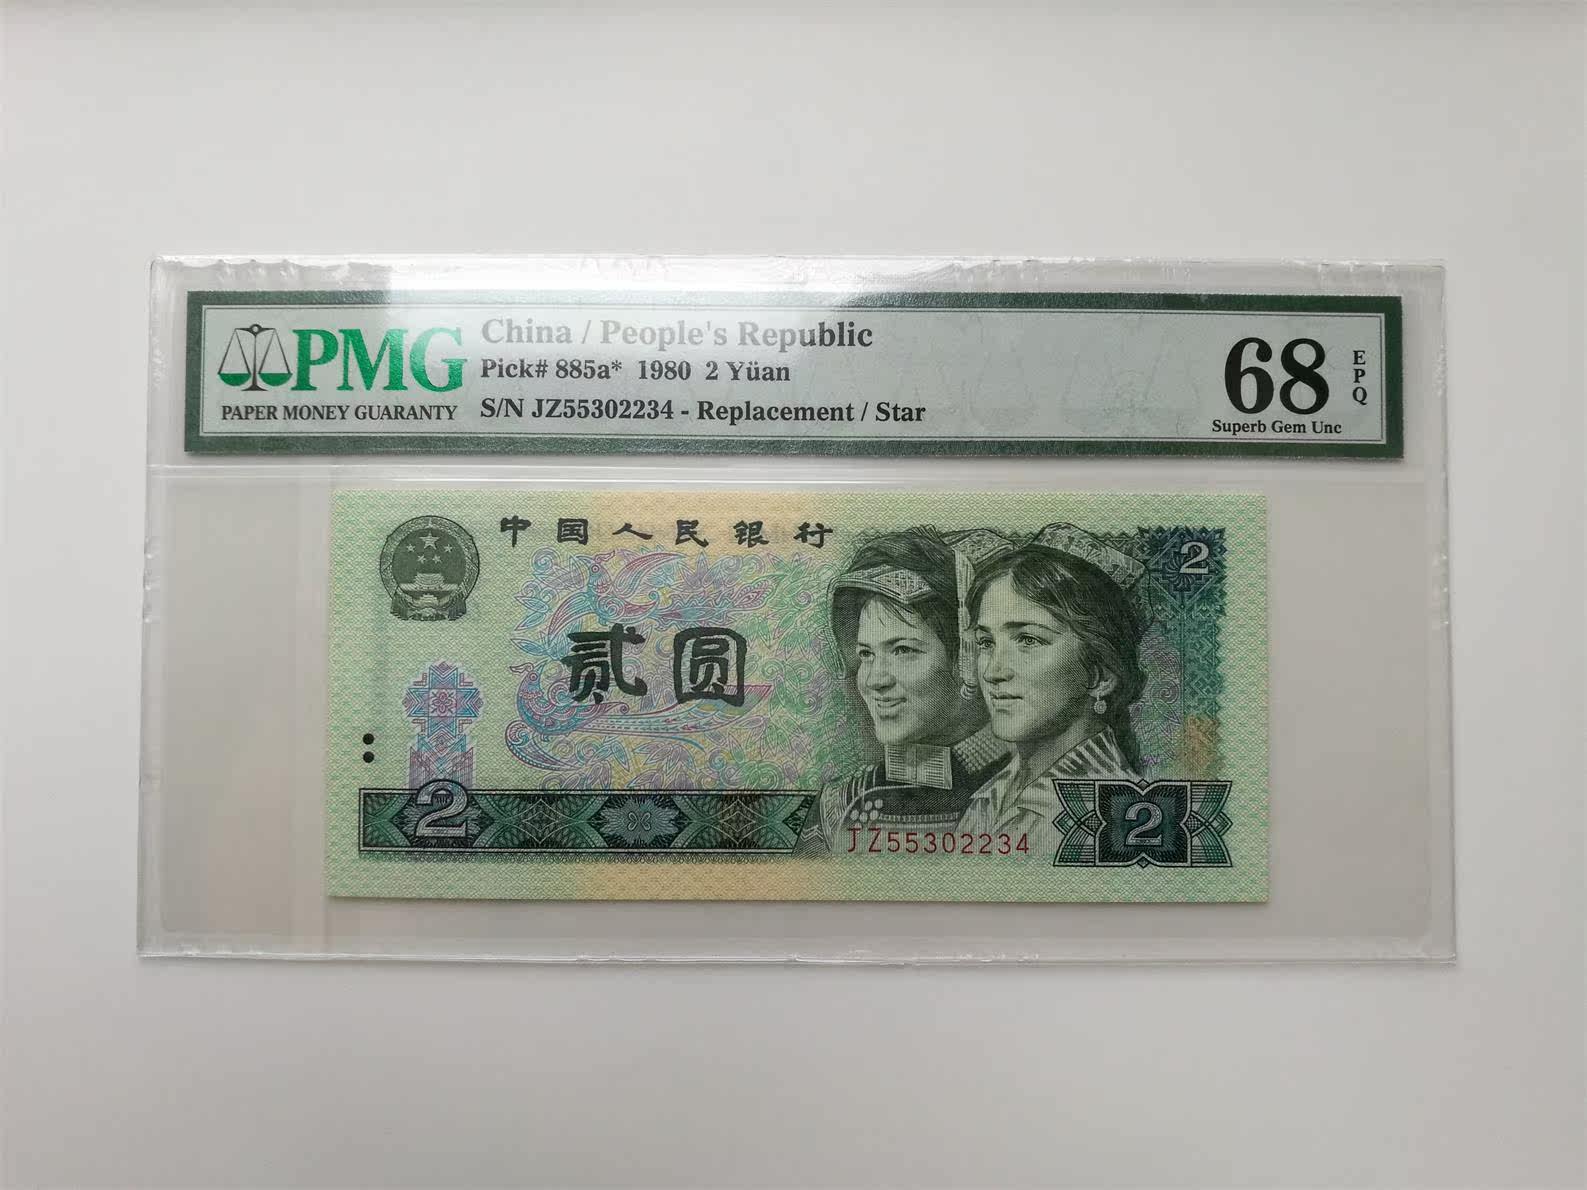 PMG
PAPER MONEY GUARANTY
China / People's Republic
Pick# 885a* 1980 2 Yüan
S/N JZ55302234 - Replacement / Star
68
EPQ
Superb Gem Unc
中国人民银行
2
贰圆
2
JZ55302234
2